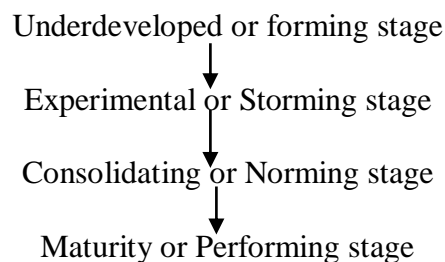 Underdeveloped or forming stage
Experimental or Storming stage
Consolidating or Norming stage
Maturity or Performing stage